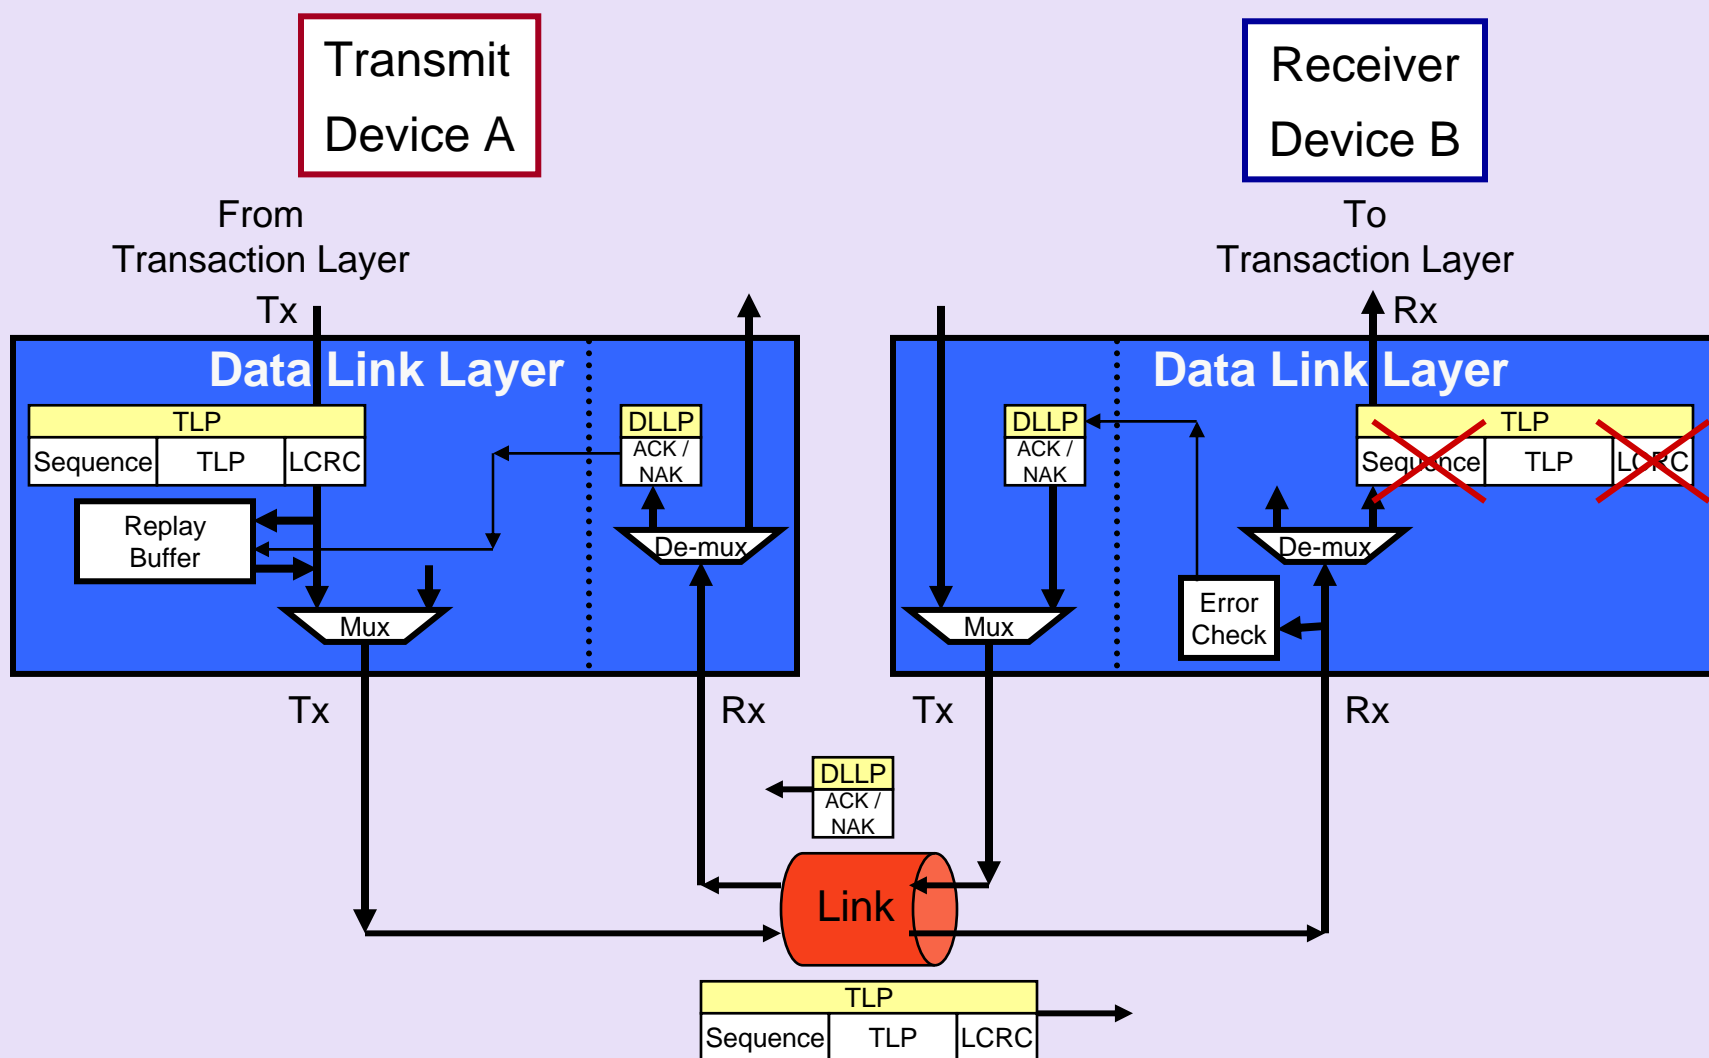 Transmit
Device A
Receiver
Device B
From
Transaction Layer
To
Transaction Layer
Tx
Rx
Data Link Layer
Data Link Layer
TLP
Sequence TLP LCRC
DLLP
ACK /
NAK
DLLP
ACK /
NAK
TLP
Sequence TLP LCRC
Replay
Buffer
De-mux
De-mux
Mux
Mux
Error
Check
Tx
Rx
Tx
Rx
DLLP
ACK /
NAK
Link
TLP
Sequence TLP LCRC